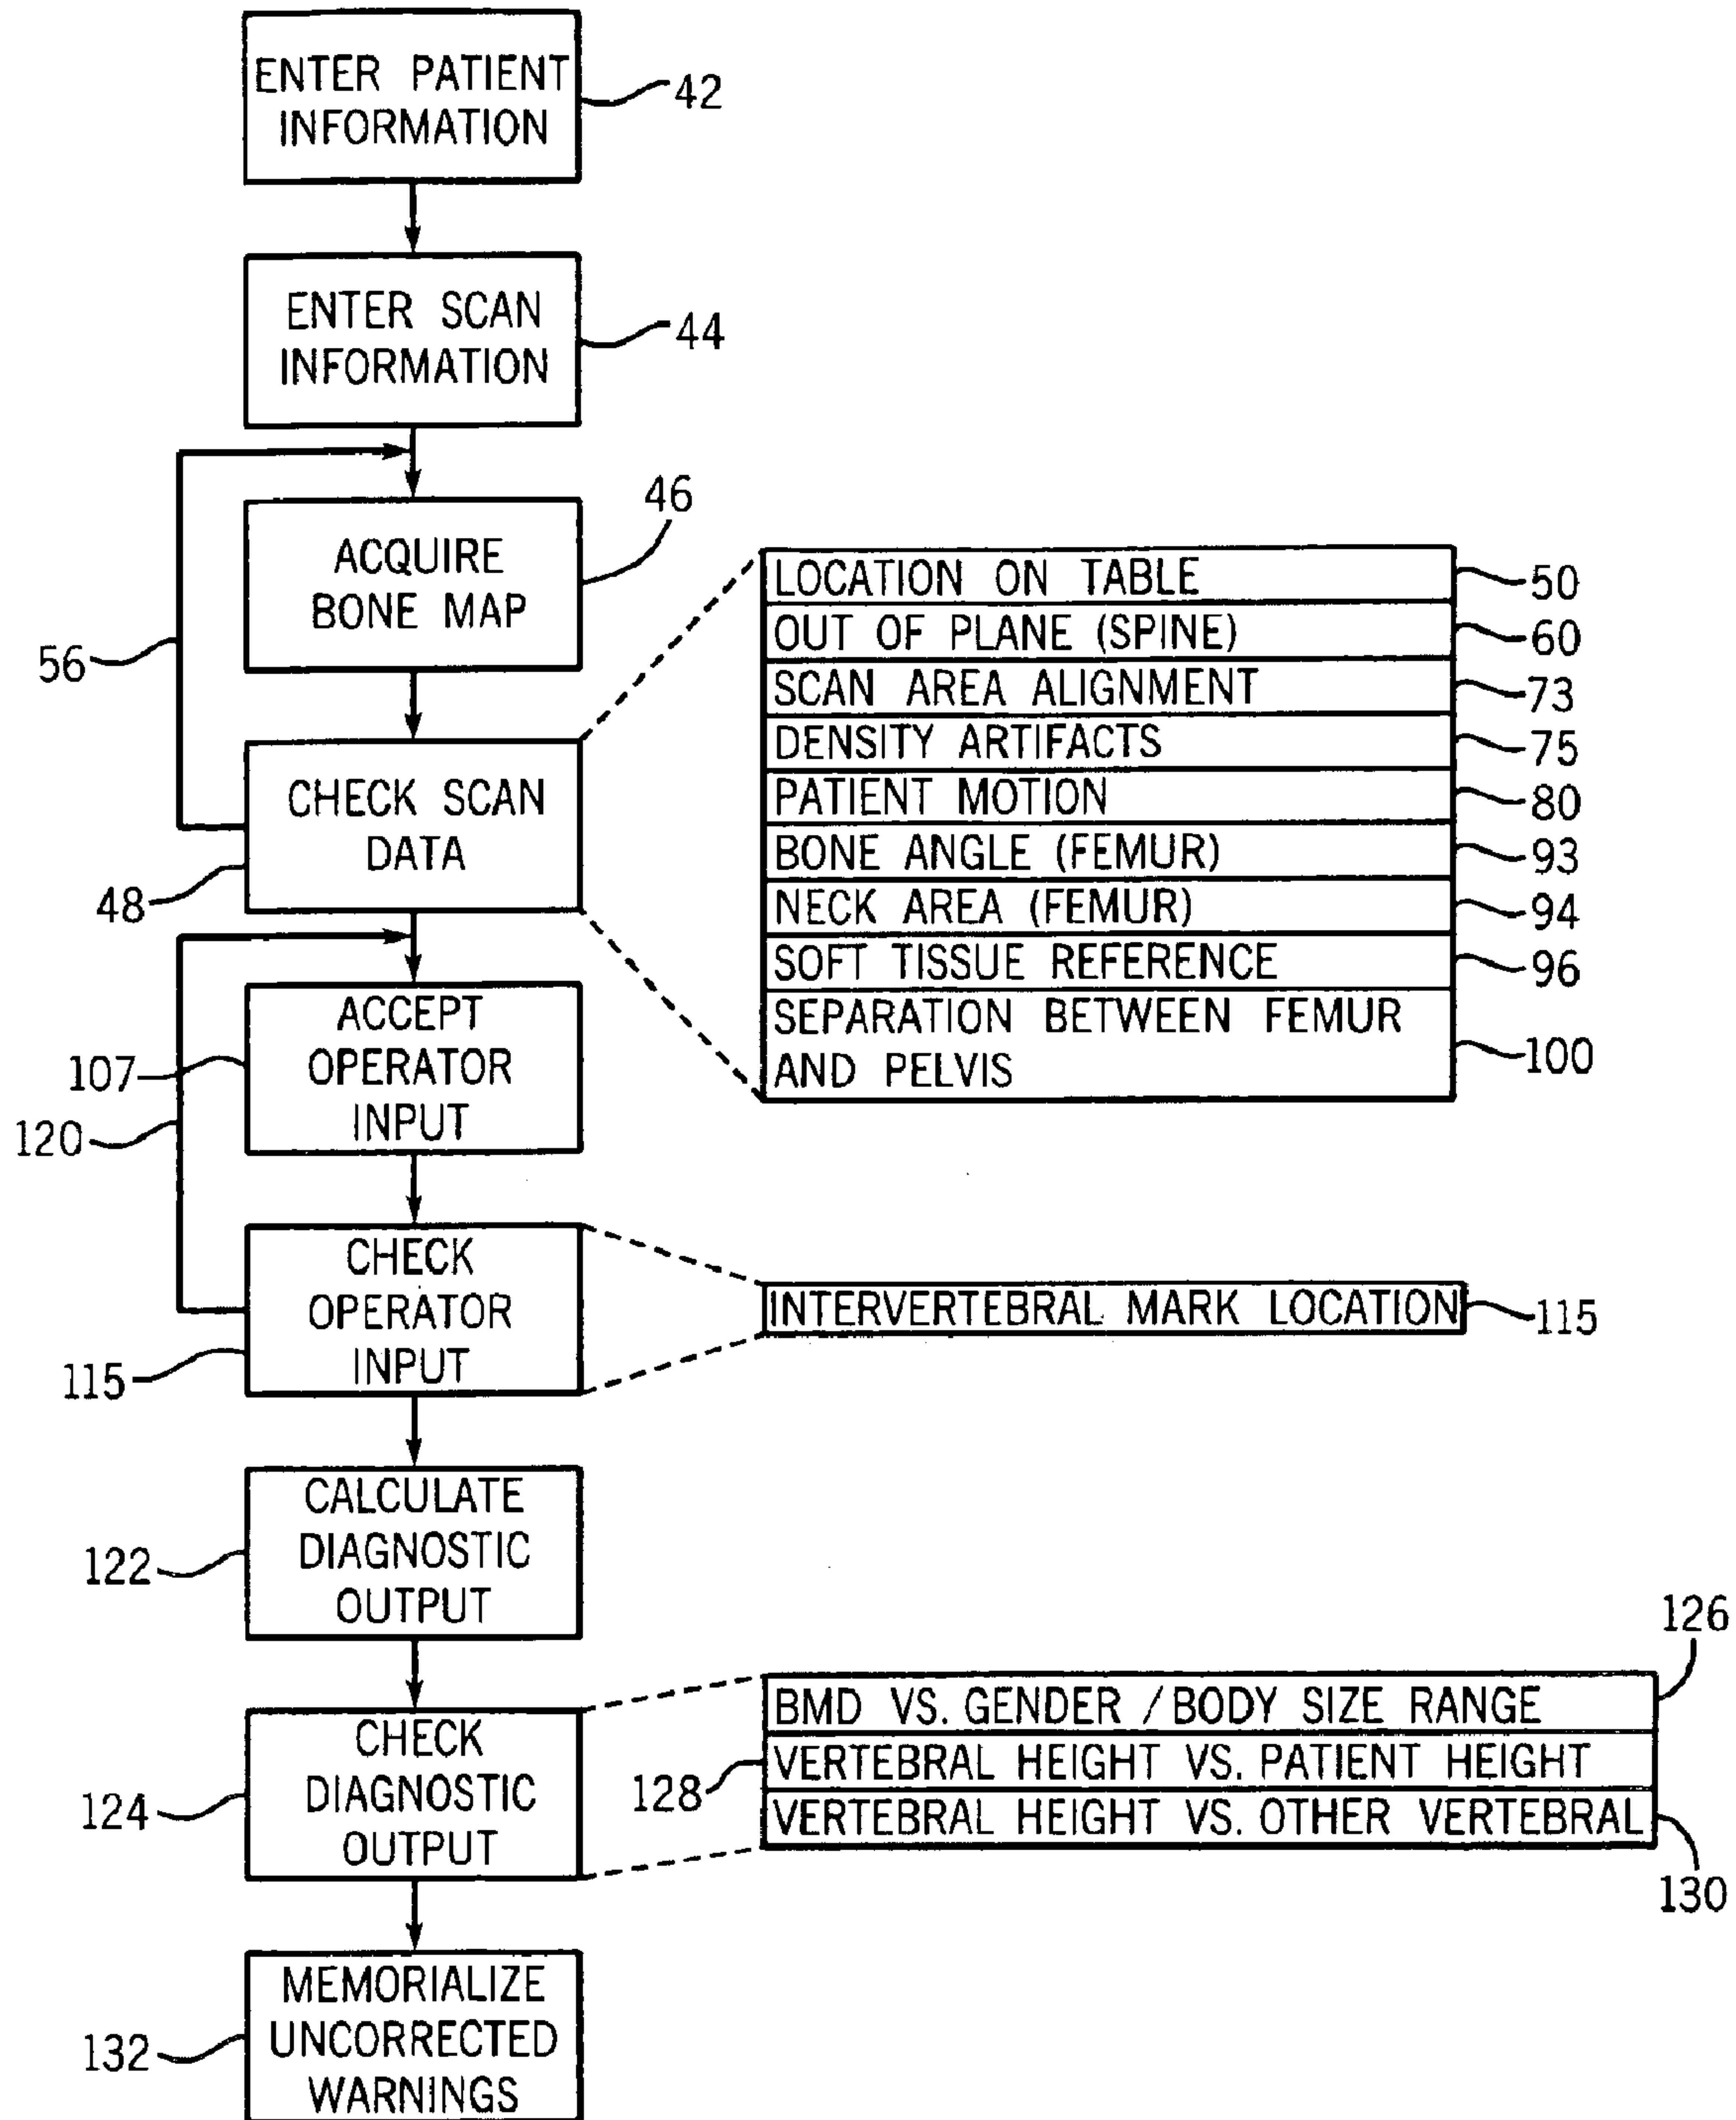 ENTER PATIENT
INFORMATION
42
ENTER SCAN
INFORMATION
44
ACQUIRE
BONE MAP
46
56
CHECK SCAN
DATA
48
LOCATION ON TABLE
50
OUT OF PLANE (SPINE)
60
SCAN AREA ALIGNMENT
73
DENSITY ARTIFACTS
75
PATIENT MOTION
80
BONE ANGLE (FEMUR)
93
NECK AREA (FEMUR)
94
SOFT TISSUE REFERENCE
96
SEPARATION BETWEEN FEMUR
AND PELVIS
100
ACCEPT
OPERATOR
INPUT
107
120
CHECK
OPERATOR
INPUT
115
INTERVERTEBRAL MARK LOCATION
115
CALCULATE
DIAGNOSTIC
OUTPUT
122
CHECK
DIAGNOSTIC
OUTPUT
124
BMD VS. GENDER / BODY SIZE RANGE
126
VERTEBRAL HEIGHT VS. PATIENT HEIGHT
128
VERTEBRAL HEIGHT VS. OTHER VERTEBRAL
130
MEMORIALIZE
UNCORRECTED
WARNINGS
132